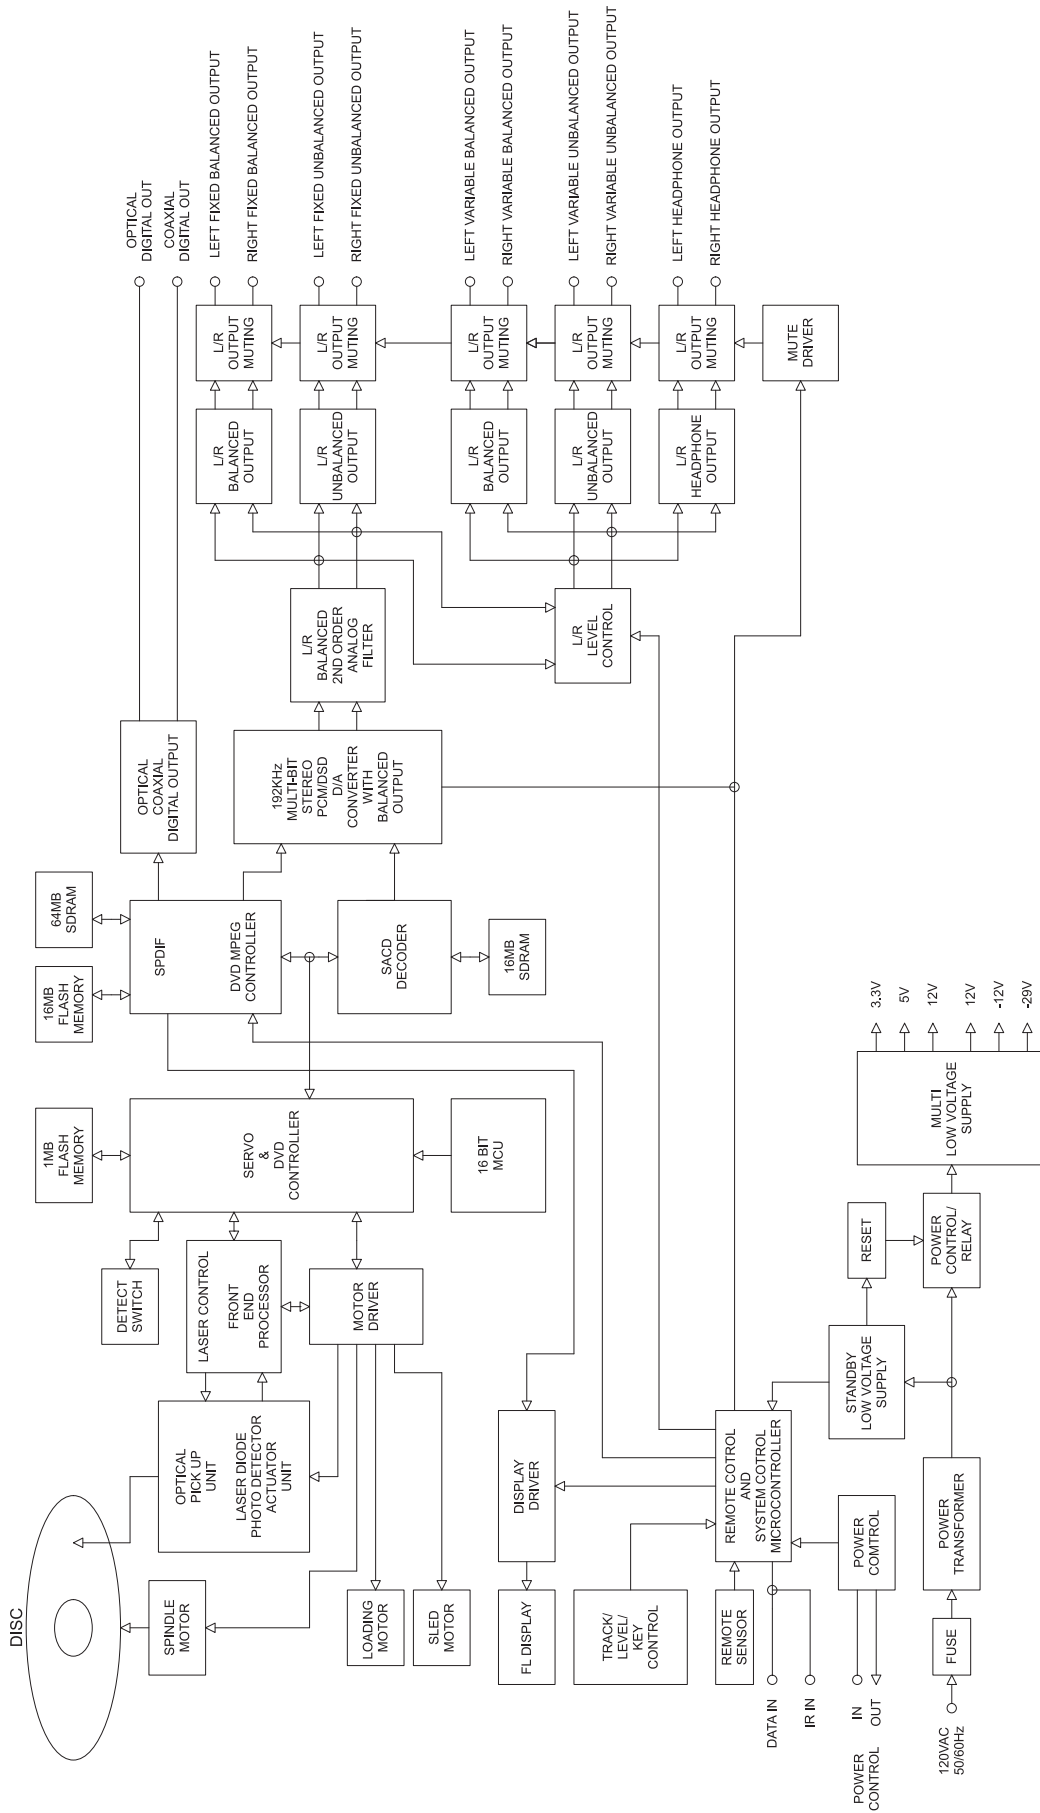 DISC
SPINDLE
MOTOR
OPTICAL
PICK UP
UNIT
LASER DIODE
PHOTO DETECTOR
ACTUATOR
UNIT
LOADING
MOTOR
SLED
MOTOR
DETECT
SWITCH
LASER CONTROL
FRONT
END
PROCESSOR
MOTOR
DRIVER
1MB
FLASH
MEMORY
SERVO
&
DVD
CONTROLLER
16 BIT
MCU
16MB
FLASH
MEMORY
64MB
SDRAM
SPDIF
DVD MPEG
CONTROLLER
SACD
DECODER
16MB
SDRAM
OPTICAL
COAXIAL
DIGITAL OUTPUT
192KHz
MULTI-BIT
STEREO
PCM/DSD
D/A
CONVERTER
WITH
BALANCED
OUTPUT
L/R
BALANCED
2ND ORDER
ANALOG
FILTER
L/R
LEVEL
CONTROL
L/R
BALANCED
OUTPUT
L/R
UNBALANCED
OUTPUT
L/R
BALANCED
OUTPUT
L/R
UNBALANCED
OUTPUT
L/R
HEADPHONE
OUTPUT
L/R
OUTPUT
MUTING
L/R
OUTPUT
MUTING
L/R
OUTPUT
MUTING
L/R
OUTPUT
MUTING
L/R
OUTPUT
MUTING
MUTE
DRIVER
OPTICAL
DIGITAL OUT
COAXIAL
DIGITAL OUT
LEFT FIXED BALANCED OUTPUT
RIGHT FIXED BALANCED OUTPUT
LEFT FIXED UNBALANCED OUTPUT
RIGHT FIXED UNBALANCED OUTPUT
LEFT VARIABLE BALANCED OUTPUT
RIGHT VARIABLE BALANCED OUTPUT
LEFT VARIABLE UNBALANCED OUTPUT
RIGHT VARIABLE UNBALANCED OUTPUT
LEFT HEADPHONE OUTPUT
RIGHT HEADPHONE OUTPUT
FL DISPLAY
DISPLAY
DRIVER
TRACK/
LEVEL/
KEY
CONTROL
REMOTE
SENSOR
REMOTE COTROL
AND
SYSTEM COTROL
MICROCONTROLLER
DATA IN
IR IN
POWER
CONTROL
IN
OUT
POWER
COMTROL
120VAC
50/60Hz
FUSE
POWER
TRANSFORMER
STANDBY
LOW VOLTAGE
SUPPLY
RESET
POWER
CONTROL/
RELAY
MULTI
LOW VOLTAGE
SUPPLY
3.3V
5V
12V
12V
-12V
-29V